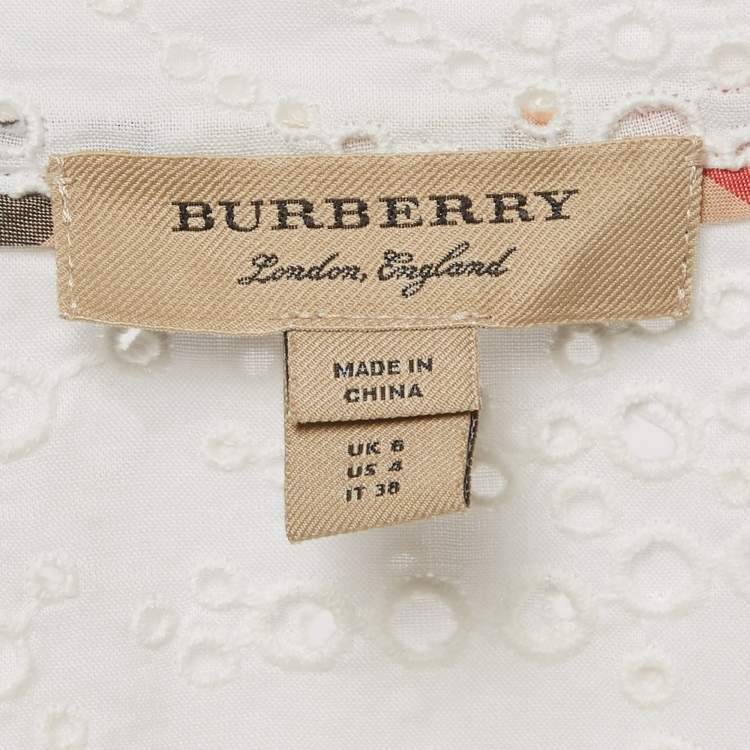 BURBERRY
London, England
MADE IN
CHINA
UK 6
US 4
IT 38